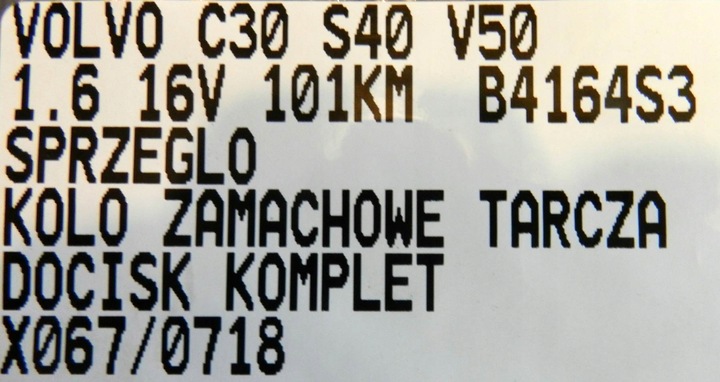 VOLVO C30 S40 V50
1.6 16V 101KM B4164S3
SPRZEGLO
KOLO ZAMACHOWE TARCZA
DOCISK KOMPLET
X067/0718